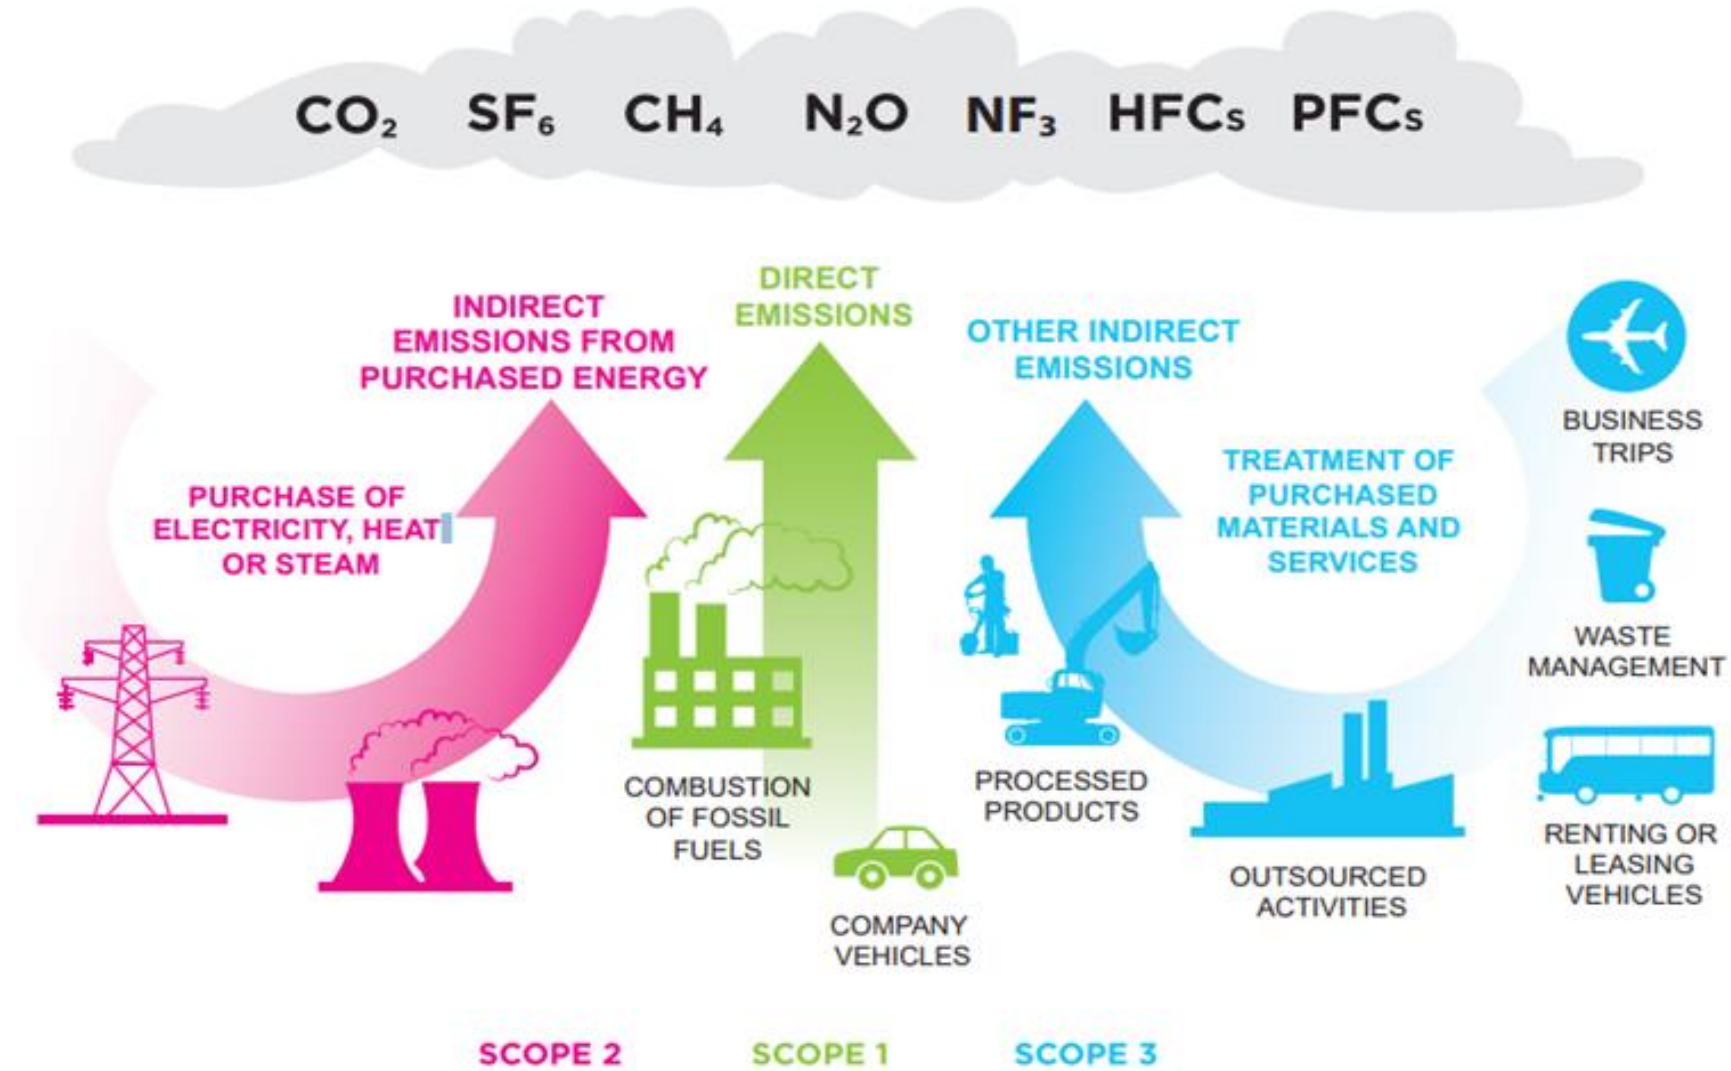 CO₂ SF₆ CH₄ N₂O NF₃ HFCs PFCs
INDIRECT
EMISSIONS FROM
PURCHASED ENERGY
PURCHASE OF
ELECTRICITY, HEAT
OR STEAM
DIRECT
EMISSIONS
COMBUSTION
OF FOSSIL
FUELS
COMPANY
VEHICLES
OTHER INDIRECT
EMISSIONS
TREATMENT OF
PURCHASED
MATERIALS AND
SERVICES
PROCESSED
PRODUCTS
OUTSOURCED
ACTIVITIES
BUSINESS
TRIPS
WASTE
MANAGEMENT
RENTING OR
LEASING
VEHICLES
SCOPE 2 SCOPE 1 SCOPE 3